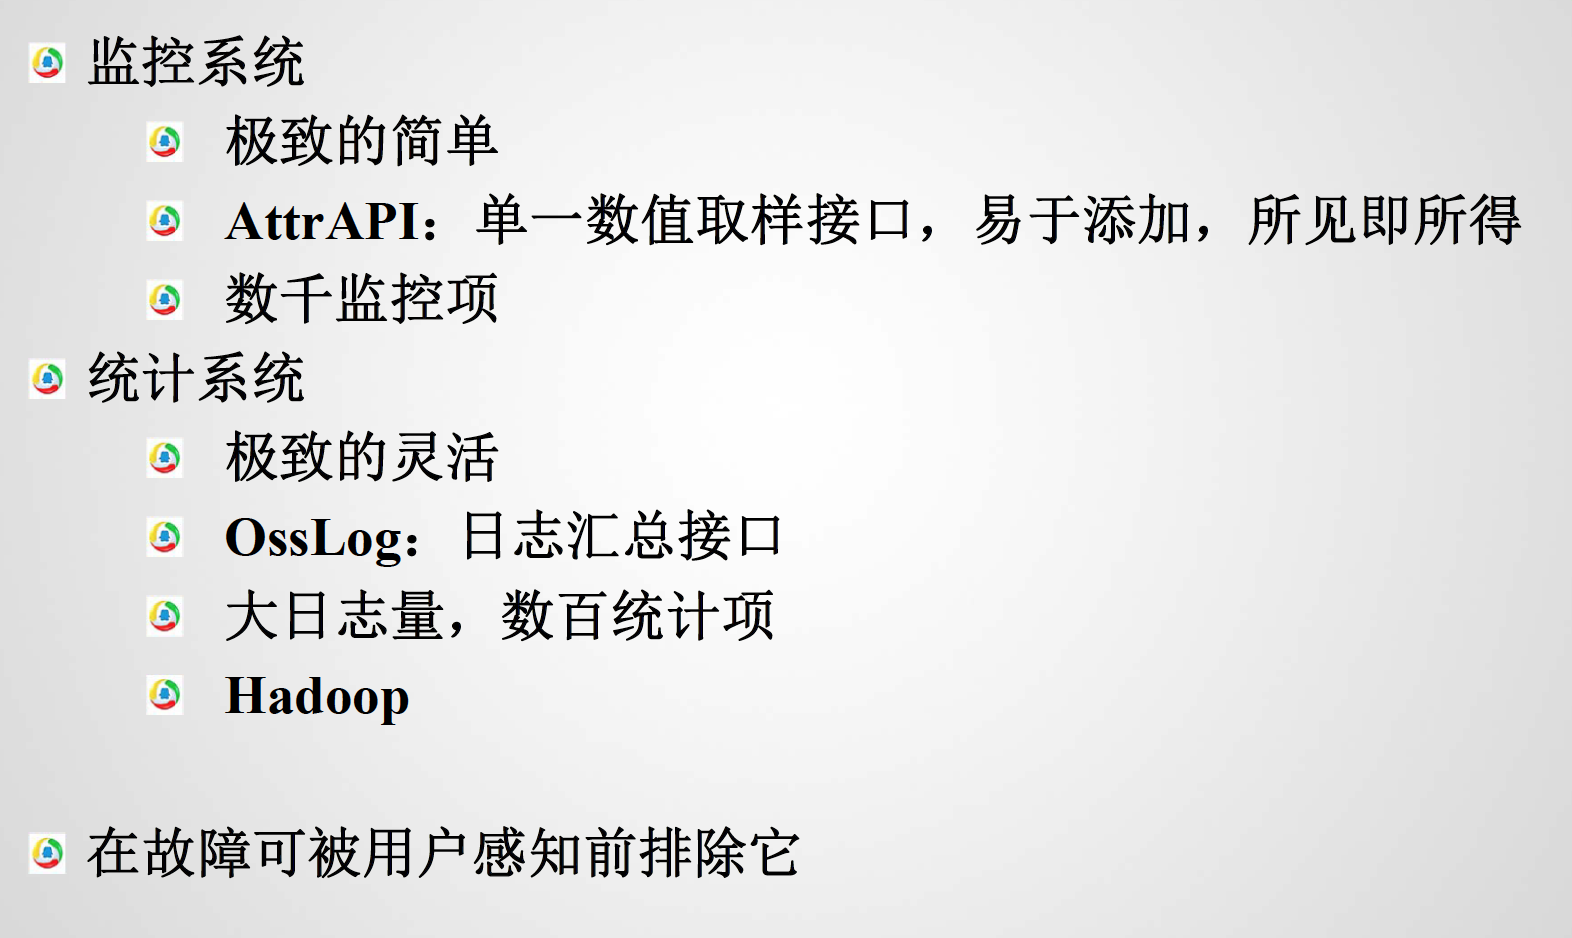 监控系统
极致的简单
AttrAPI：单一数值取样接口，易于添加，所见即所得
数千监控项
统计系统
极致的灵活
OssLog：日志汇总接口
大日志量，数百统计项
Hadoop
在故障可被用户感知前排除它